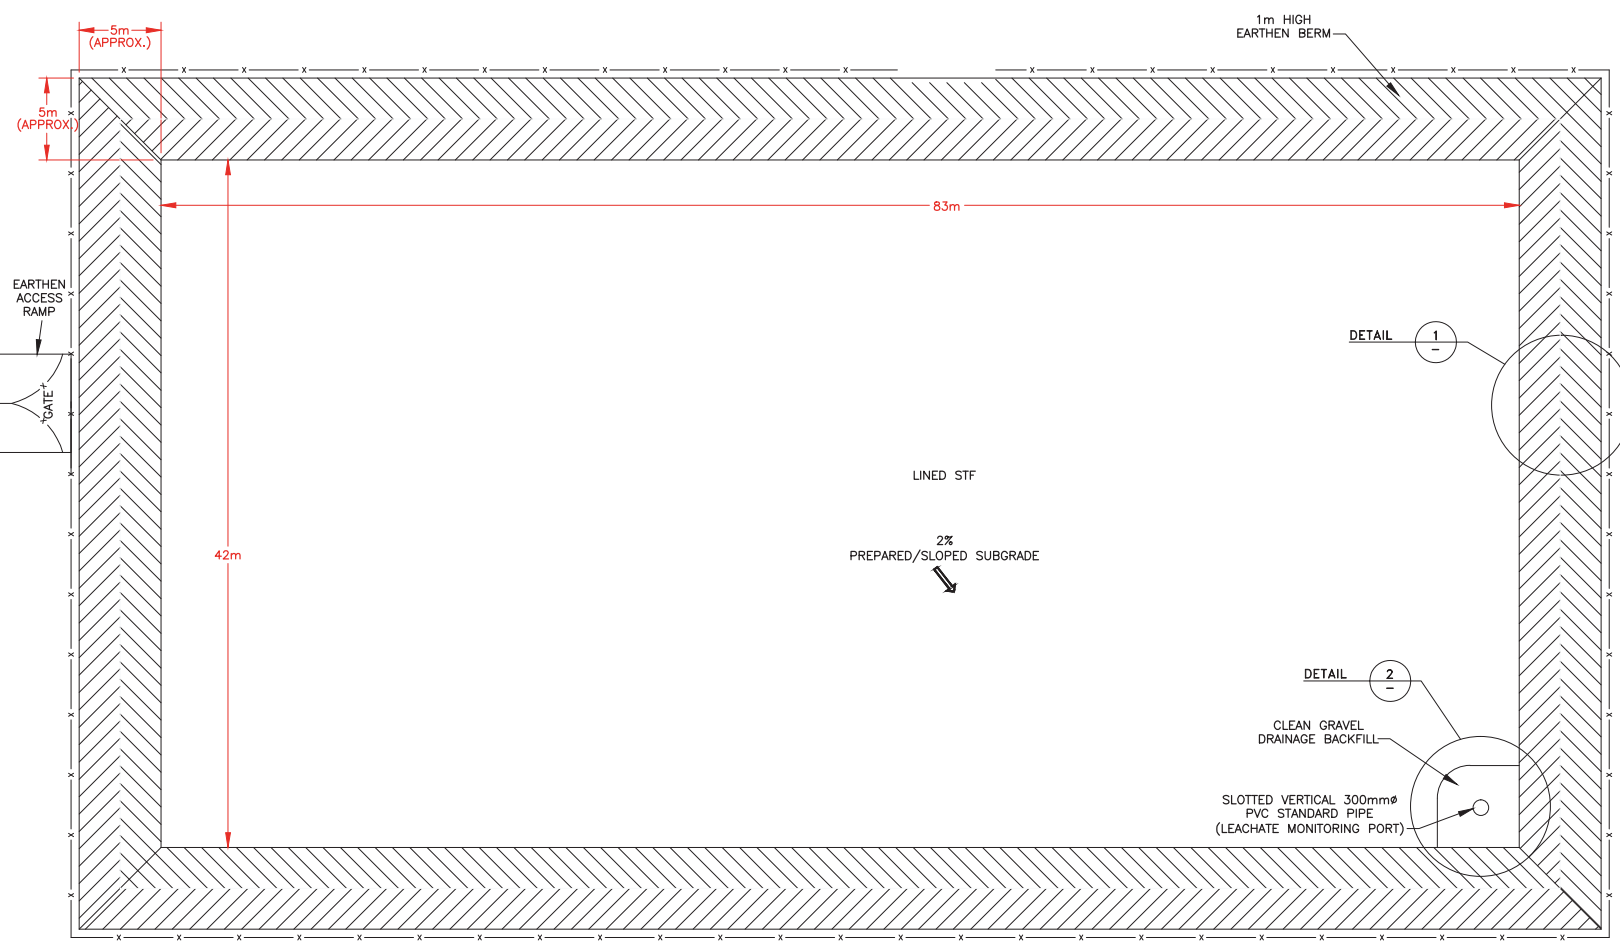 5m
(APPROX.)
1m HIGH
EARTHEN BERM
5m
(APPROX.)
83m
EARTHEN
ACCESS
RAMP
DETAIL 1
–
GATE
LINED STF
2%
PREPARED/SLOPED SUBGRADE
42m
DETAIL 2
–
CLEAN GRAVEL
DRAINAGE BACKFILL
SLOTTED VERTICAL 300mmø
PVC STANDARD PIPE
(LEACHATE MONITORING PORT)